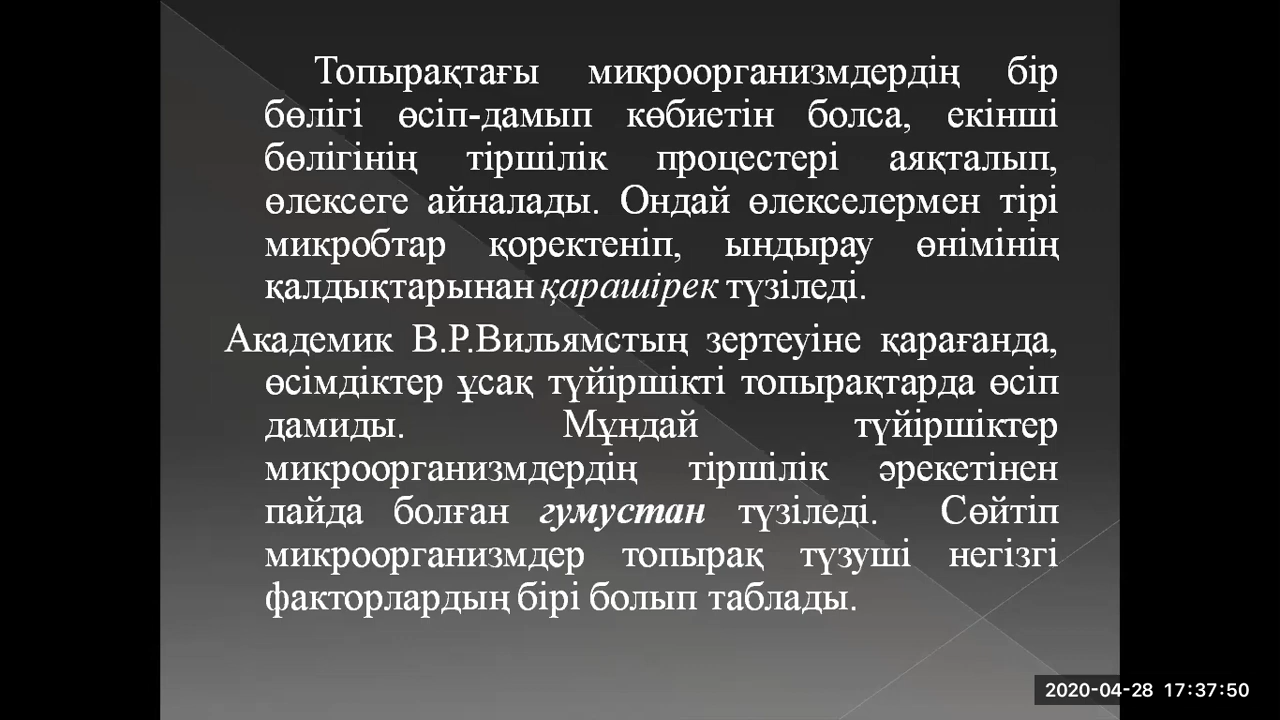 Топырақтағы микроорганизмдердің бір
бөлігі өсіп-дамып көбиетін болса, екінші
бөлігінің тіршілік процестері аяқталып,
өлексеге айналады. Ондай өлекселермен тірі
микробтар қоректеніп, ындырау өнімінің
қалдықтарынан қарашірек түзіледі.
Академик В.Р.Вильямстың зертеуіне қарағанда,
өсімдіктер ұсақ түйіршікті топырақтарда өсіп
дамиды. Мұндай түйіршіктер
микроорганизмдердің тіршілік әрекетінен
пайда болған гумустан түзіледі. Сөйтіп
микроорганизмдер топырақ түзуші негізгі
факторлардың бірі болып таблады.
2020-04-28 17:37:50